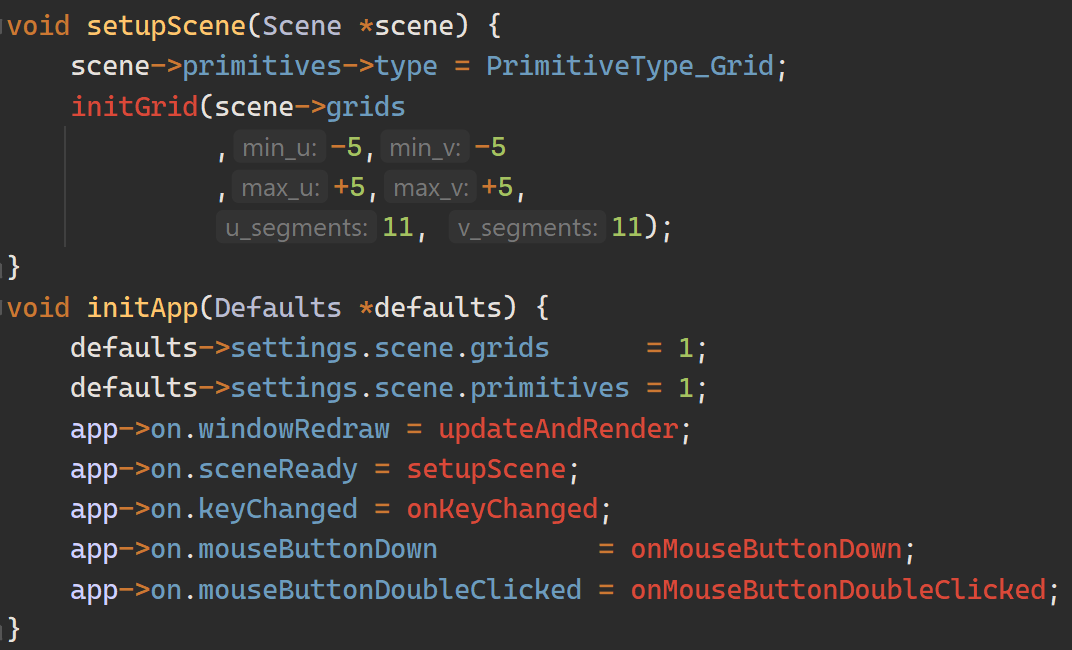 void setupScene(Scene *scene) {
    scene->primitives->type = PrimitiveType_Grid;
    initGrid(scene->grids
             , min_u: -5, min_v: -5
             , max_u: +5, max_v: +5,
             u_segments: 11, v_segments: 11);
}
void initApp(Defaults *defaults) {
    defaults->settings.scene.grids      = 1;
    defaults->settings.scene.primitives = 1;
    app->on.windowRedraw = updateAndRender;
    app->on.sceneReady = setupScene;
    app->on.keyChanged = onKeyChanged;
    app->on.mouseButtonDown          = onMouseButtonDown;
    app->on.mouseButtonDoubleClicked = onMouseButtonDoubleClicked;
}